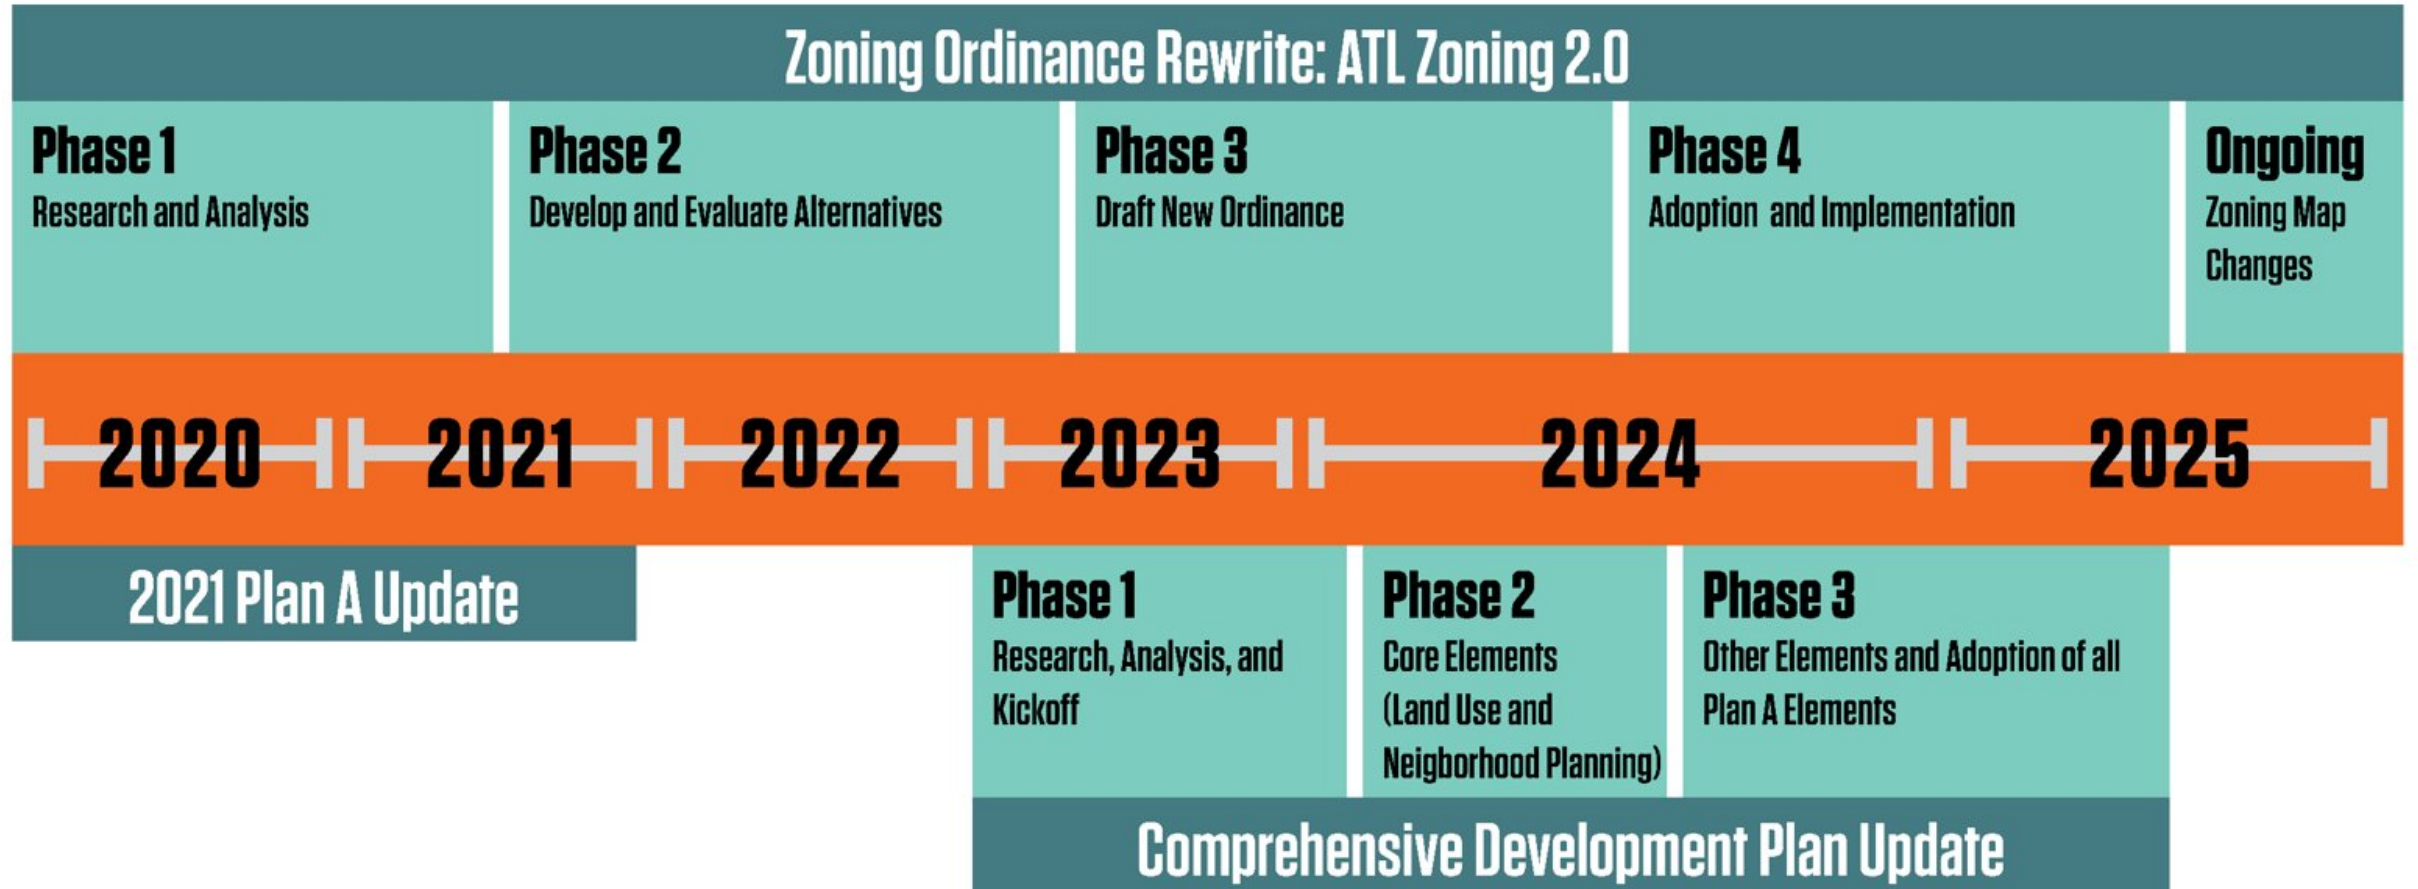 Zoning Ordinance Rewrite: ATL Zoning 2.0
Phase 1
Research and Analysis
Phase 2
Develop and Evaluate Alternatives
Phase 3
Draft New Ordinance
Phase 4
Adoption and Implementation
Ongoing
Zoning Map
Changes
2020
2021
2022
2023
2024
2025
2021 Plan A Update
Phase 1
Research, Analysis, and
Kickoff
Phase 2
Core Elements
(Land Use and
Neigborhood Planning)
Phase 3
Other Elements and Adoption of all
Plan A Elements
Comprehensive Development Plan Update